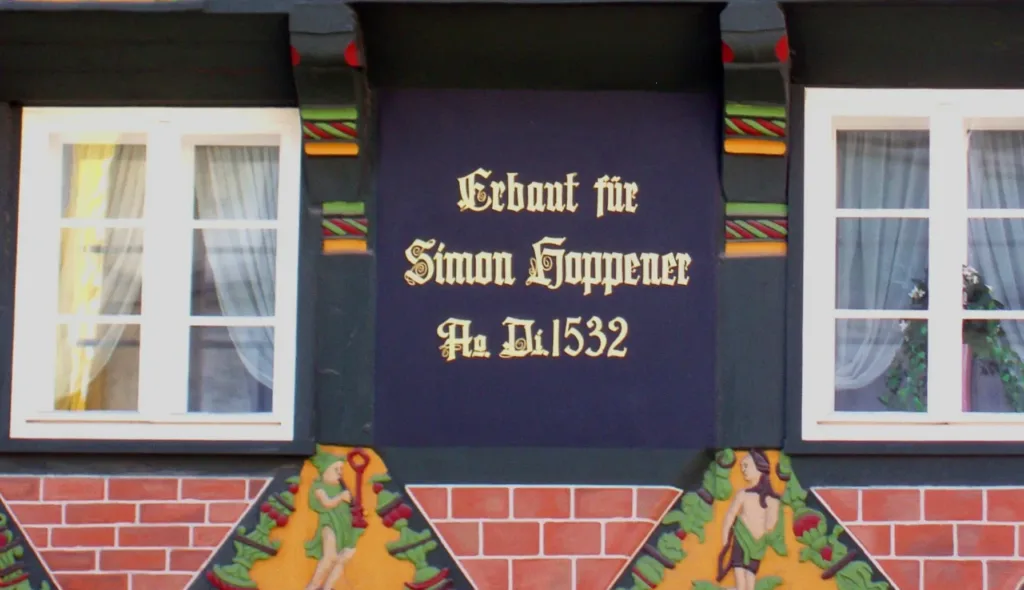 Erbaut für
Simon Hoppener
Ao. Di. 1532